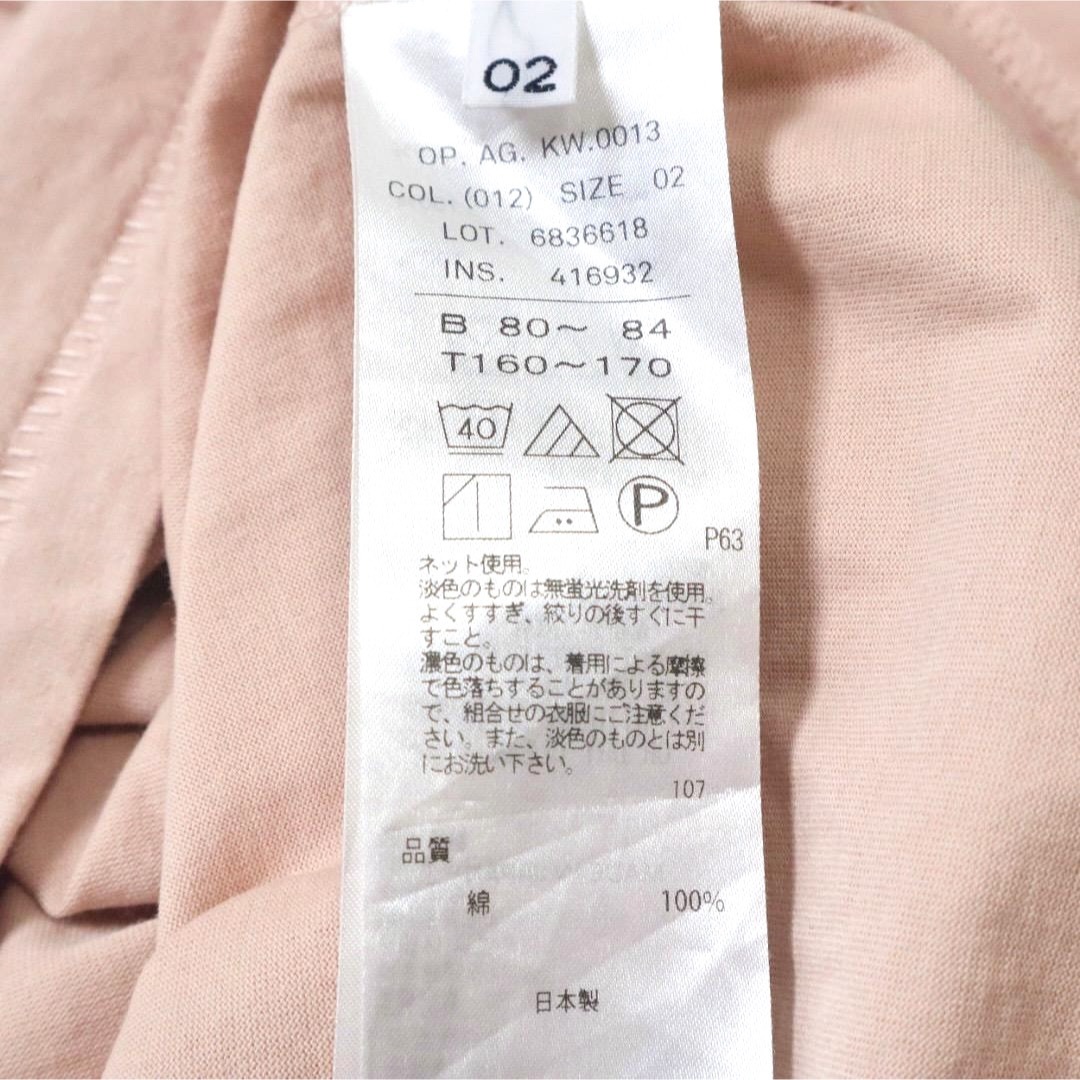 02
OP. AG. KW.0013
COL.(012) SIZE 02
LOT. 6836618
INS. 416932
B 80～ 84
T160～170
40
P
P63
ネット使用。
淡色のものは無蛍光洗剤を使用。
よくすすぎ、絞りの後すぐに干
すこと。
濃色のものは、着用による摩擦
で色落ちすることがありますの
で、組合せの衣服にご注意くだ
さい。また、淡色のものとは別
にお洗い下さい。
107
品質
綿 100%
日本製